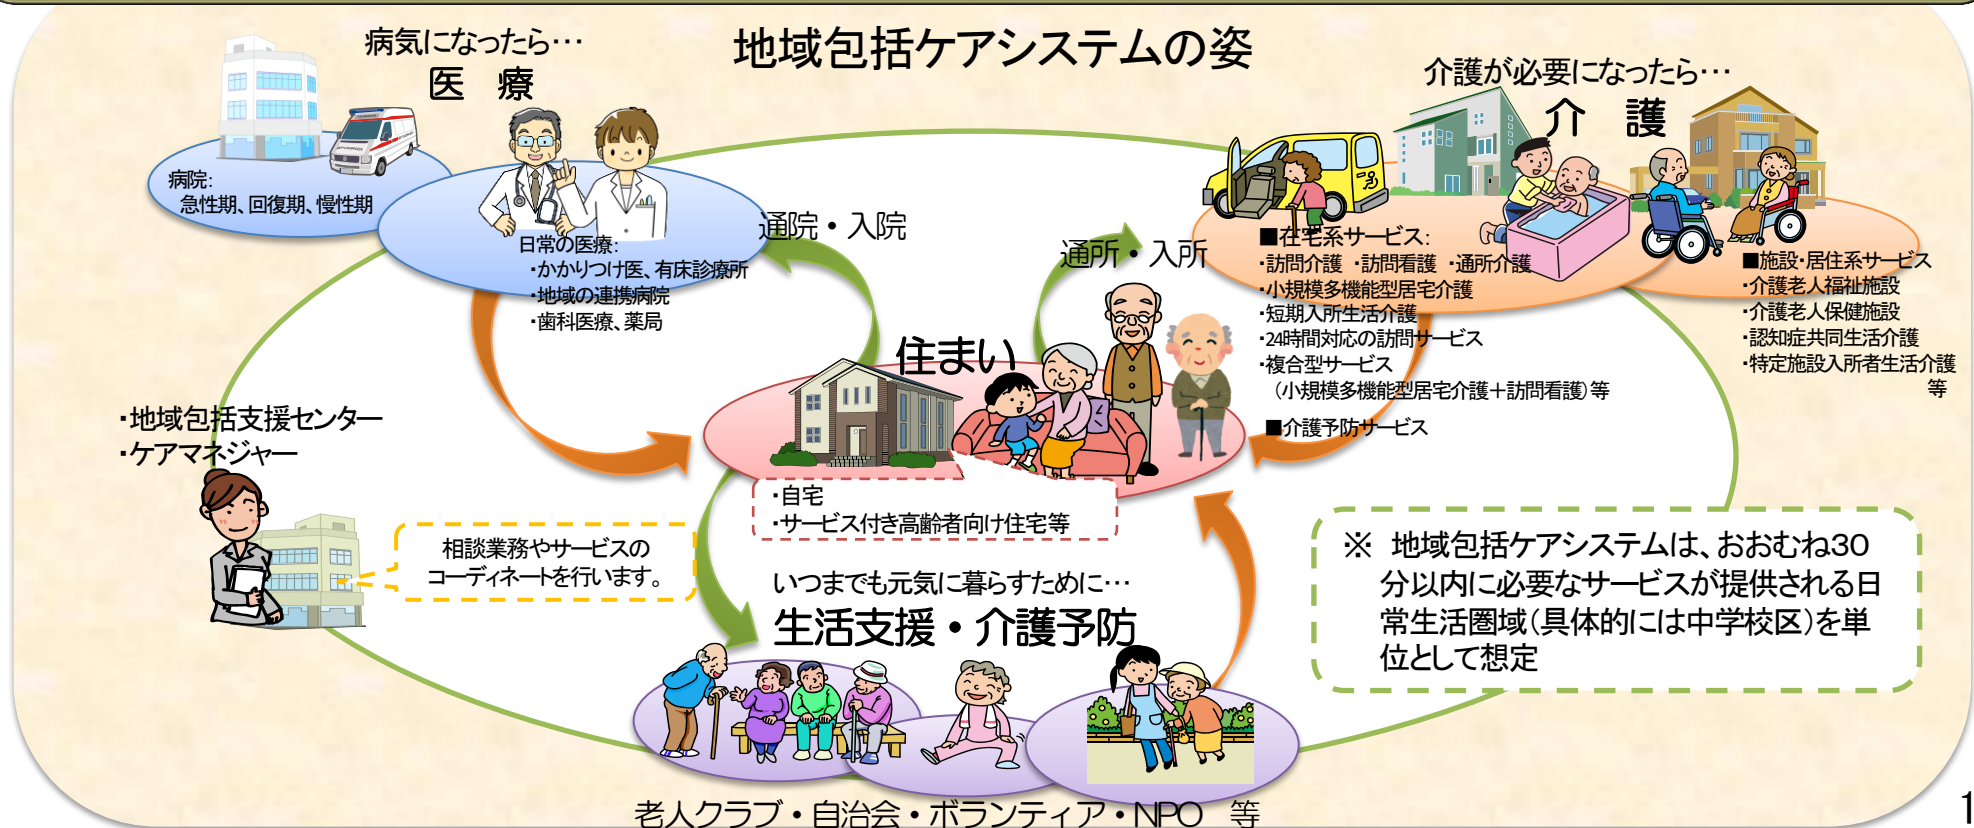 地域包括ケアシステムの姿
病気になったら…
医　療
病院:
急性期、回復期、慢性期
日常の医療:
・かかりつけ医、有床診療所
・地域の連携病院
・歯科医療、薬局
通院・入院
通所・入所
介護が必要になったら…
介　護
■在宅系サービス:
・訪問介護 ・訪問看護 ・通所介護
・小規模多機能型居宅介護
・短期入所生活介護
・24時間対応の訪問サービス
・複合型サービス
（小規模多機能型居宅介護＋訪問看護）等
■介護予防サービス
■施設・居住系サービス
・介護老人福祉施設
・介護老人保健施設
・認知症共同生活介護
・特定施設入所者生活介護
等
住まい
・自宅
・サービス付き高齢者向け住宅等
・地域包括支援センター
・ケアマネジャー
相談業務やサービスの
コーディネートを行います。
いつまでも元気に暮らすために…
生活支援・介護予防
老人クラブ・自治会・ボランティア・NPO　等
※　地域包括ケアシステムは、おおむね30
分以内に必要なサービスが提供される日
常生活圏域（具体的には中学校区）を単
位として想定
1